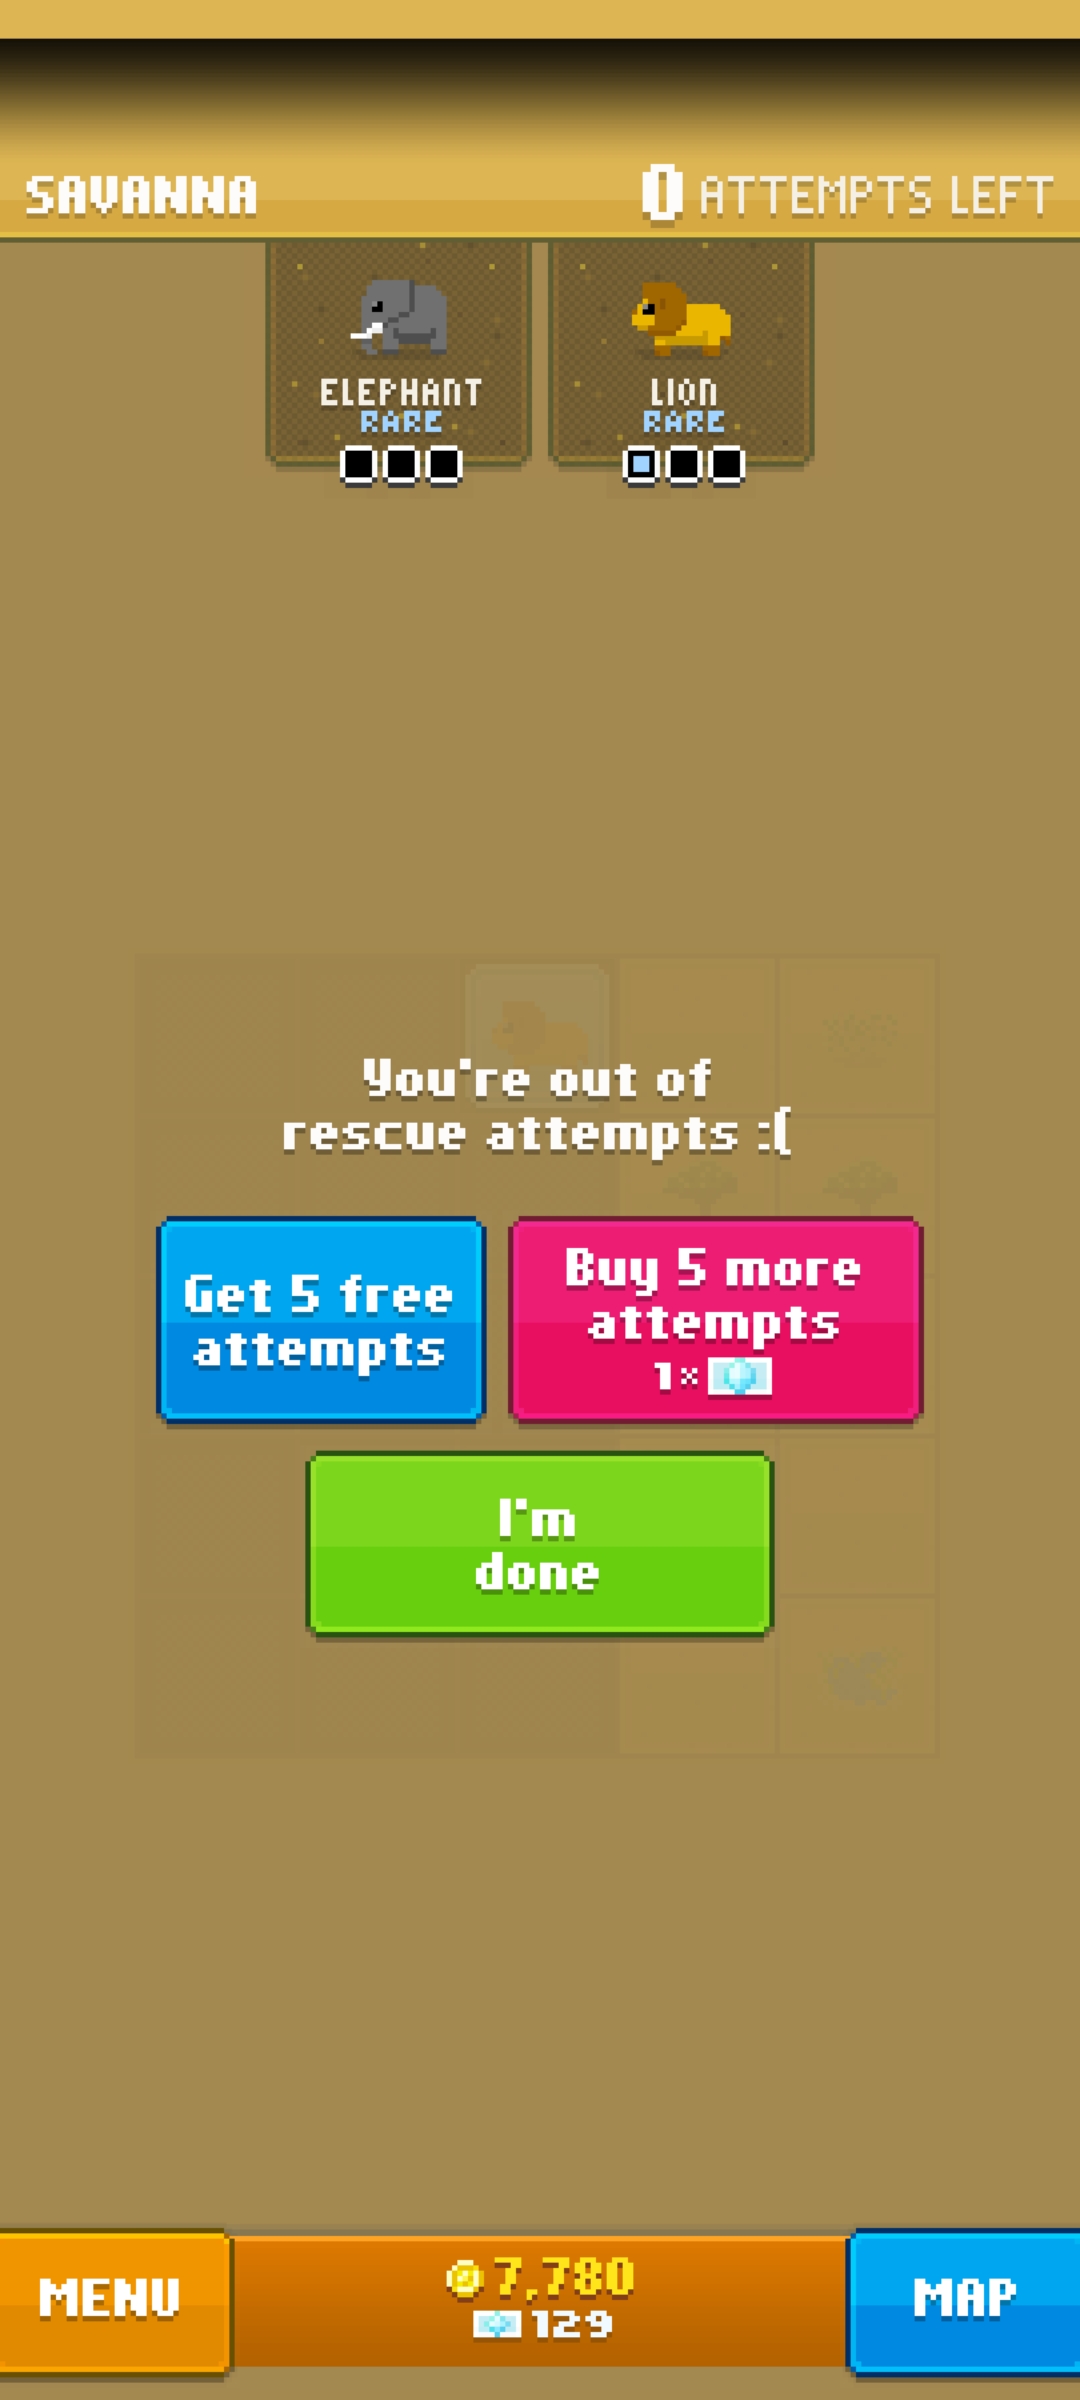 SAVANNA
0 ATTEMPTS LEFT
ELEPHANT
RARE
LION
RARE
You're out of
rescue attempts :(
Get 5 free
attempts
Buy 5 more
attempts
1×
I'm
done
MENU
7,780
129
MAP